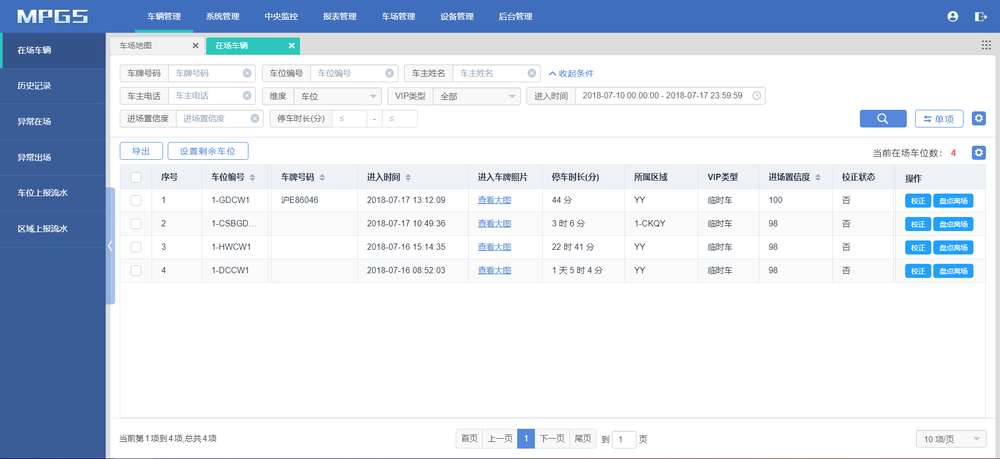 MPGS 车辆管理 系统管理 中央监控 报表管理 车场管理 设备管理 后台管理
在场车辆
历史记录
异常在场
异常出场
车位上报流水
区域上报流水
车场地图 在场车辆
车牌号码 车牌号码 车位编号 车位编号 车主姓名 车主姓名 收起条件
车主电话 车主电话 维度 车位 VIP类型 全部 进入时间 2018-07-10 00:00:00 - 2018-07-17 23:59:59
进场置信度 进场置信度 停车时长(分) ≤ - ≤ 单项
导出 设置剩余车位 当前在场车位数： 4
序号 车位编号 车牌号码 进入时间 进入车牌照片 停车时长(分) 所属区域 VIP类型 进场置信度 校正状态 操作
1 1-GDCW1 沪E86046 2018-07-17 13:12:09 查看大图 44 分 YY 临时车 100 否 校正 盘点离场
2 1-CSBGD... 2018-07-17 10:49:36 查看大图 3 时 6 分 1-CKQY 临时车 98 否 校正 盘点离场
3 1-HWCW1 2018-07-16 15:14:35 查看大图 22 时 41 分 YY 临时车 98 否 校正 盘点离场
4 1-DCCW1 2018-07-16 08:52:03 查看大图 1 天 5 时 4 分 YY 临时车 98 否 校正 盘点离场
当前第1项到4项,总共4项 首页 上一页 1 下一页 尾页 到 1 页 10 项/页